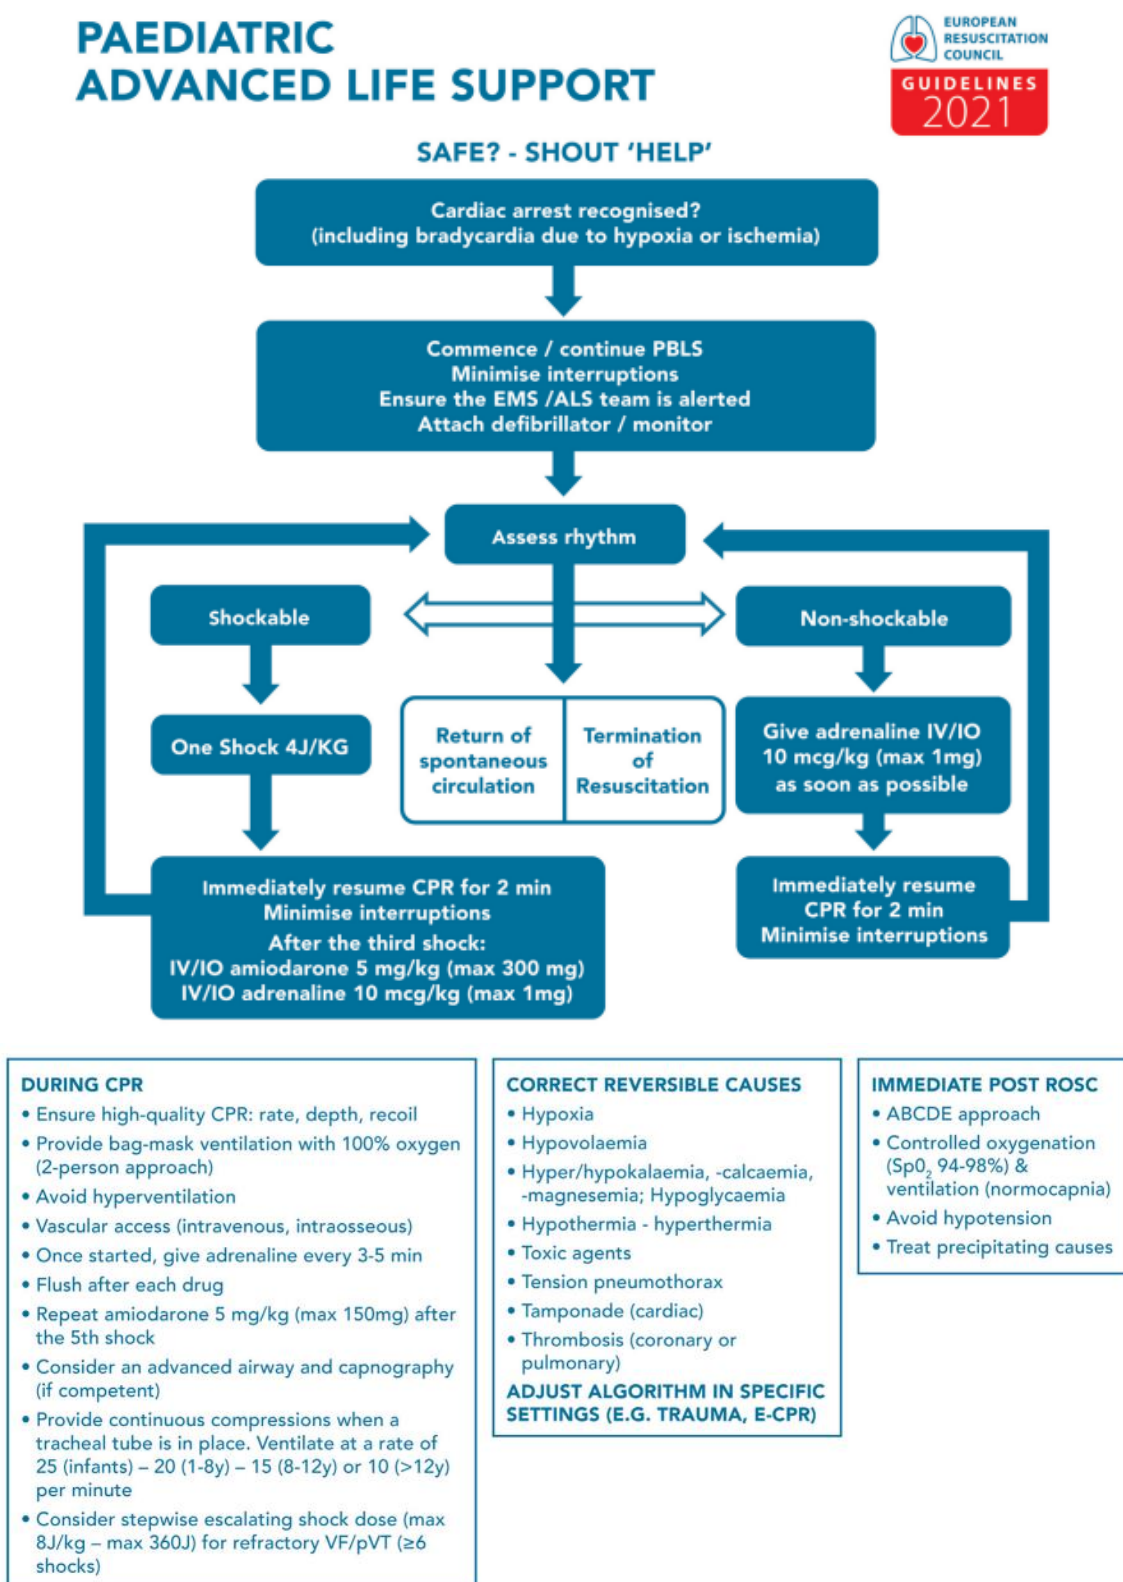 PAEDIATRIC
ADVANCED LIFE SUPPORT
EUROPEAN
RESUSCITATION
COUNCIL
GUIDELINES
2021
SAFE? - SHOUT ‘HELP’
Cardiac arrest recognised?
(including bradycardia due to hypoxia or ischemia)
Commence / continue PBLS
Minimise interruptions
Ensure the EMS /ALS team is alerted
Attach defibrillator / monitor
Assess rhythm
Shockable
Non-shockable
One Shock 4J/KG
Return of
spontaneous
circulation
Termination
of
Resuscitation
Give adrenaline IV/IO
10 mcg/kg (max 1mg)
as soon as possible
Immediately resume CPR for 2 min
Minimise interruptions
After the third shock:
IV/IO amiodarone 5 mg/kg (max 300 mg)
IV/IO adrenaline 10 mcg/kg (max 1mg)
Immediately resume
CPR for 2 min
Minimise interruptions
DURING CPR
• Ensure high-quality CPR: rate, depth, recoil
• Provide bag-mask ventilation with 100% oxygen
(2-person approach)
• Avoid hyperventilation
• Vascular access (intravenous, intraosseous)
• Once started, give adrenaline every 3-5 min
• Flush after each drug
• Repeat amiodarone 5 mg/kg (max 150mg) after
the 5th shock
• Consider an advanced airway and capnography
(if competent)
• Provide continuous compressions when a
tracheal tube is in place. Ventilate at a rate of
25 (infants) – 20 (1-8y) – 15 (8-12y) or 10 (>12y)
per minute
• Consider stepwise escalating shock dose (max
8J/kg – max 360J) for refractory VF/pVT (≥6
shocks)
CORRECT REVERSIBLE CAUSES
• Hypoxia
• Hypovolaemia
• Hyper/hypokalaemia, -calcaemia,
-magnesemia; Hypoglycaemia
• Hypothermia - hyperthermia
• Toxic agents
• Tension pneumothorax
• Tamponade (cardiac)
• Thrombosis (coronary or
pulmonary)
ADJUST ALGORITHM IN SPECIFIC
SETTINGS (E.G. TRAUMA, E-CPR)
IMMEDIATE POST ROSC
• ABCDE approach
• Controlled oxygenation
(Sp0₂ 94-98%) &
ventilation (normocapnia)
• Avoid hypotension
• Treat precipitating causes